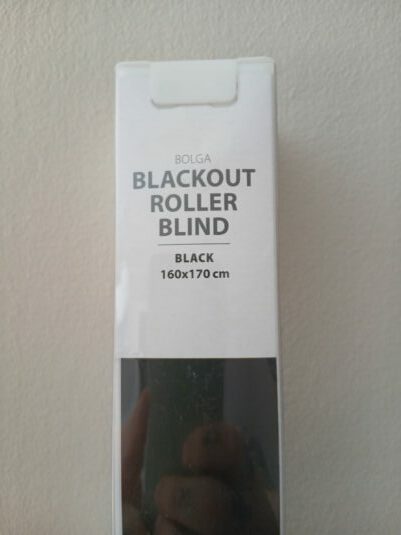 BOLGA
BLACKOUT
ROLLER
BLIND
BLACK
160x170 cm